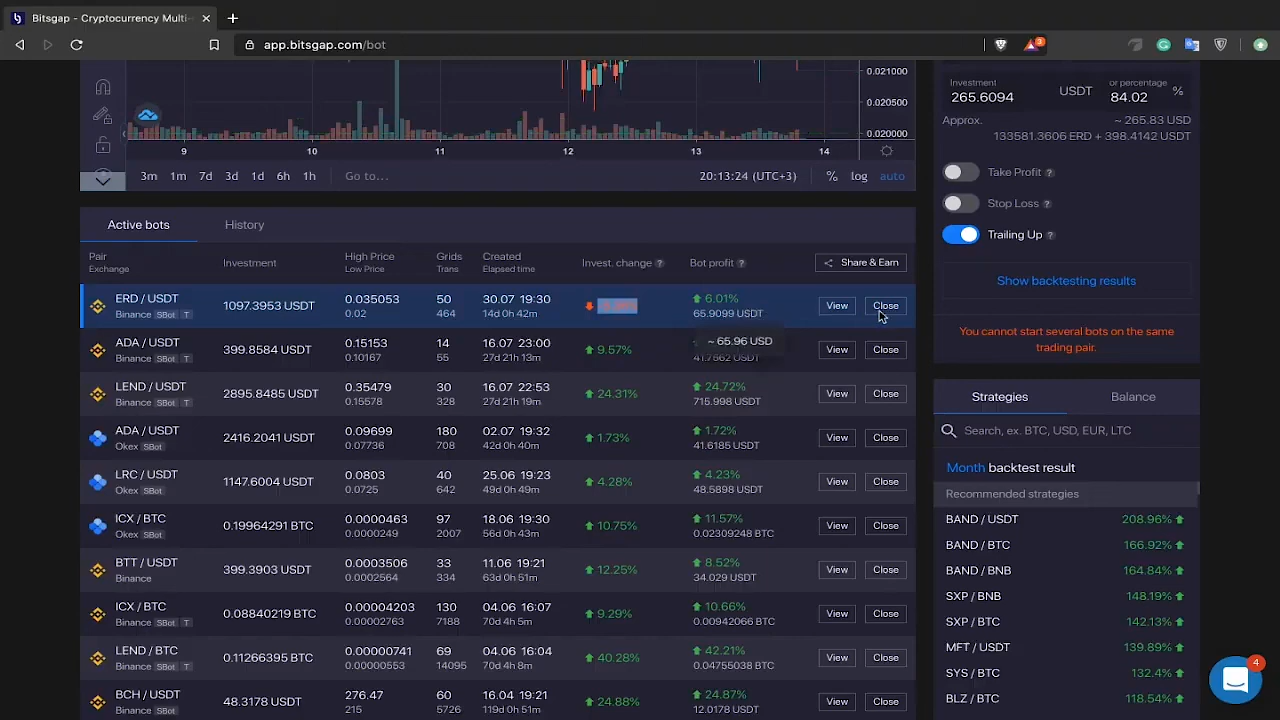 Bitsgap - Cryptocurrency Multi-
app.bitsgap.com/bot
3
0.021000
0.020500
0.020000
9 10 11 12 13 14
3m 1m 7d 3d 1d 6h 1h Go to... 20:13:24 (UTC+3) % log auto
Investment or percentage
265.6094 USDT 84.02 %
Approx. ~ 265.83 USD
133581.3606 ERD + 398.4142 USDT
Take Profit ?
Stop Loss ?
Trailing Up ?
Show backtesting results
You cannot start several bots on the same
trading pair.
Active bots History
Pair Investment High Price Grids Created Invest. change ? Bot profit ? Share & Earn
Exchange Low Price Trans Elapsed time
ERD / USDT 1097.3953 USDT 0.035053 50 30.07 19:30 6.01% View Close
Binance SBot T 0.02 464 14d 0h 42m 65.9099 USDT
~ 65.96 USD
ADA / USDT 399.8584 USDT 0.15153 14 16.07 23:00 9.57% View Close
Binance SBot T 0.10167 55 27d 21h 13m 41.7562 USDT
LEND / USDT 2895.8485 USDT 0.35479 30 16.07 22:53 24.31% 24.72% View Close
Binance SBot T 0.15578 328 27d 21h 19m 715.998 USDT
ADA / USDT 2416.2041 USDT 0.09699 180 02.07 19:32 1.73% 1.72% View Close
Okex SBot 0.07736 708 42d 0h 40m 41.6185 USDT
LRC / USDT 1147.6004 USDT 0.0803 40 25.06 19:23 4.28% 4.23% View Close
Okex SBot 0.0725 642 49d 0h 49m 48.5898 USDT
ICX / BTC 0.19964291 BTC 0.0000463 97 18.06 19:30 10.75% 11.57% View Close
Okex SBot 0.0000249 2007 56d 0h 43m 0.02309248 BTC
BTT / USDT 399.3903 USDT 0.0003506 33 11.06 19:21 12.25% 8.52% View Close
Binance 0.0002564 334 63d 0h 51m 34.029 USDT
ICX / BTC 0.08840219 BTC 0.00004203 130 04.06 16:07 9.29% 10.66% View Close
Binance SBot T 0.00002763 7188 70d 4h 5m 0.00942066 BTC
LEND / BTC 0.11266395 BTC 0.00000741 69 04.06 16:04 40.28% 42.21% View Close
Binance SBot T 0.00000553 14095 70d 4h 8m 0.04755038 BTC
BCH / USDT 48.3178 USDT 276.47 60 16.04 19:21 24.88% 24.87% View Close
Binance SBot T 215 5726 119d 0h 51m 12.0178 USDT
Strategies Balance
Search, ex. BTC, USD, EUR, LTC
Month backtest result
Recommended strategies
BAND / USDT 208.96%
BAND / BTC 166.92%
BAND / BNB 164.84%
SXP / BNB 148.19%
SXP / BTC 142.13%
MFT / USDT 139.89%
SYS / BTC 132.4%
BLZ / BTC 118.54%
4